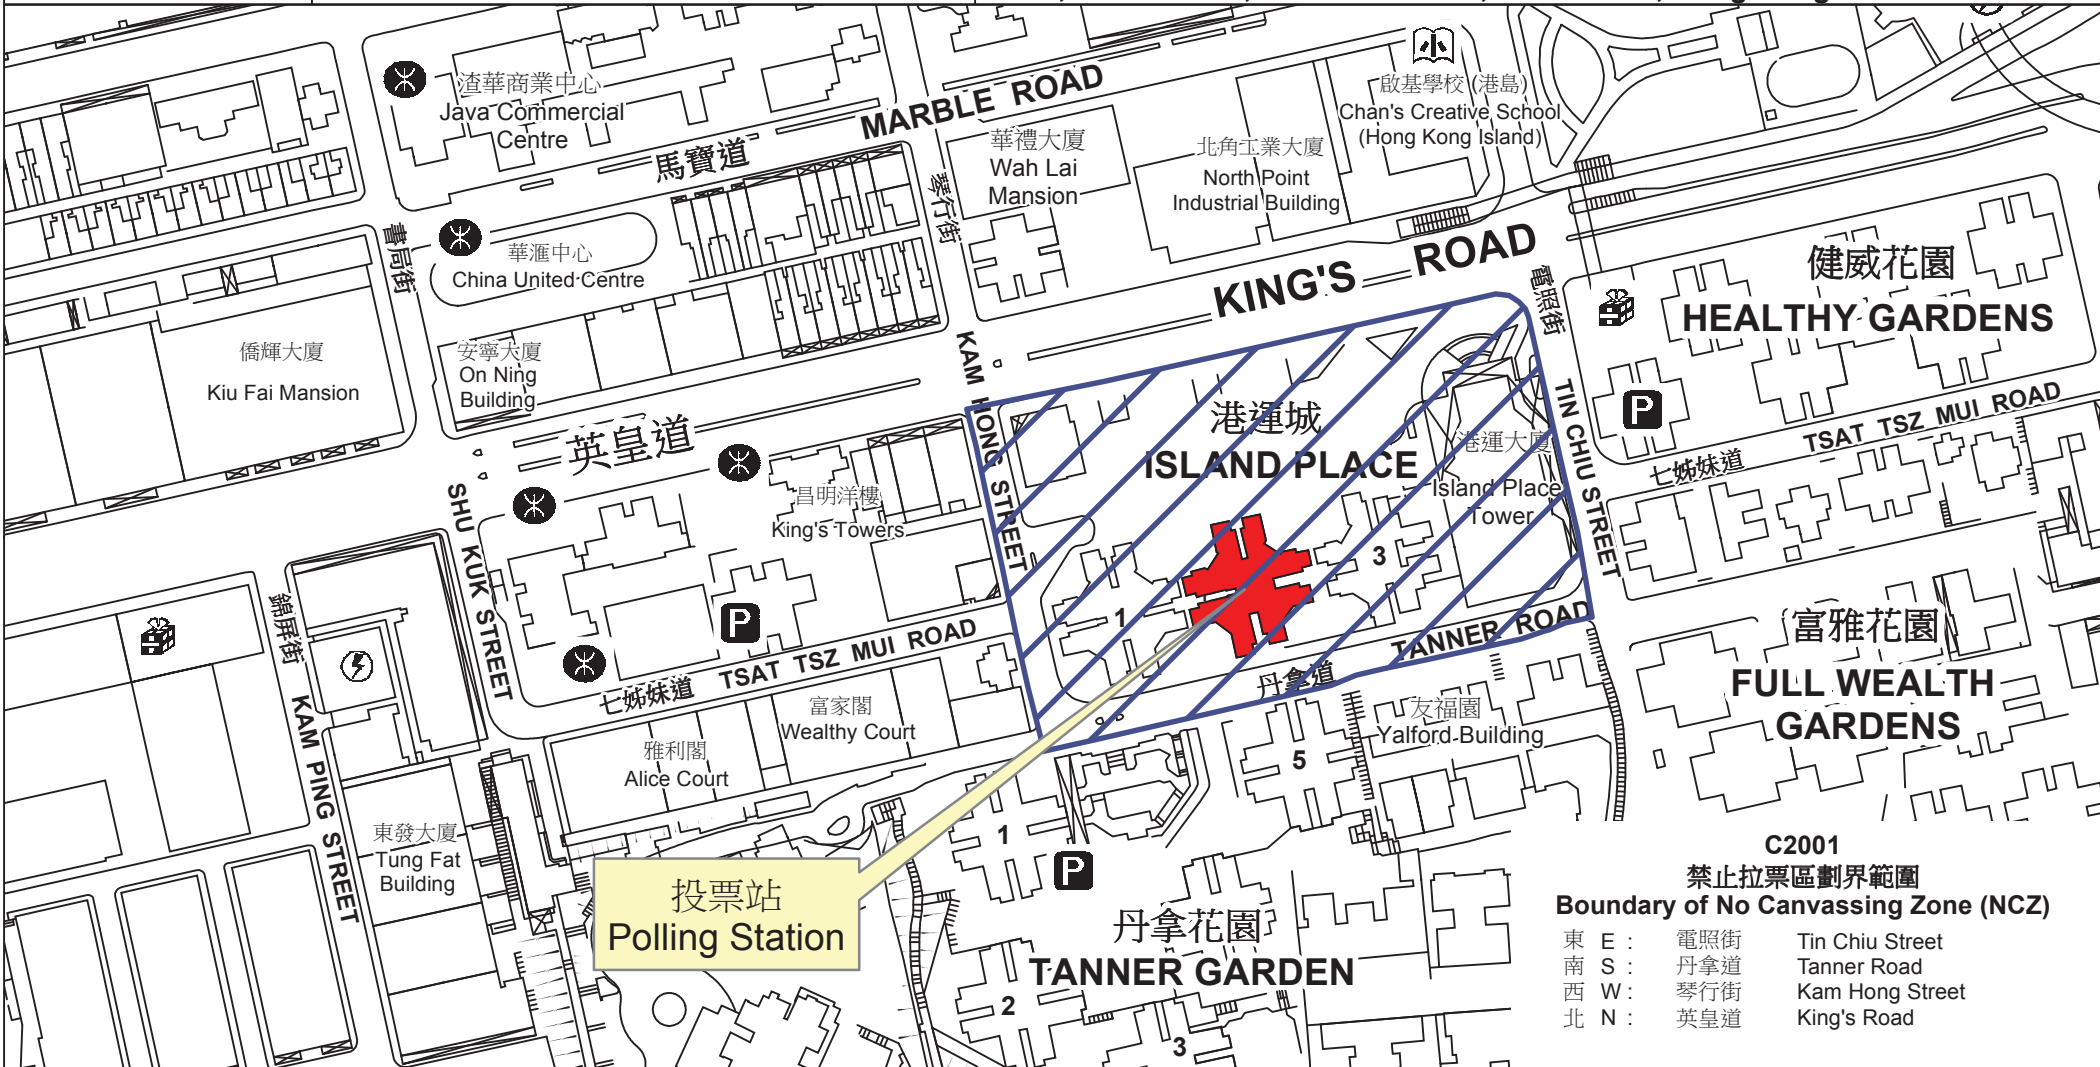 小
渣華商業中心
Java Commercial
Centre
MARBLE ROAD
馬寶道
華禮大廈
Wah Lai
Mansion
北角工業大廈
North Point
Industrial Building
啟基學校 (港島)
Chan's Creative School
(Hong Kong Island)
書局街
華滙中心
China United Centre
琴行街
KING'S ROAD
電照街
健威花園
HEALTHY GARDENS
僑輝大廈
Kiu Fai Mansion
安寧大廈
On Ning
Building
KAM HONG STREET
英皇道
港運城
ISLAND PLACE
港運大廈
Island Place
Tower
TIN CHIU STREET
P
七姊妹道 TSAT TSZ MUI ROAD
SHU KUK STREET
昌明洋樓
King's Towers
3
1
P
錦屏街
KAM PING STREET
七姊妹道 TSAT TSZ MUI ROAD
丹拿道 TANNER ROAD
富雅花園
FULL WEALTH
GARDENS
富家閣
Wealthy Court
雅利閣
Alice Court
友福園
Yalford Building
5
1
P
東發大廈
Tung Fat
Building
投票站
Polling Station
丹拿花園
TANNER GARDEN
2
3
C2001
禁止拉票區劃界範圍
Boundary of No Canvassing Zone (NCZ)
東 E : 電照街 Tin Chiu Street
南 S : 丹拿道 Tanner Road
西 W : 琴行街 Kam Hong Street
北 N : 英皇道 King's Road